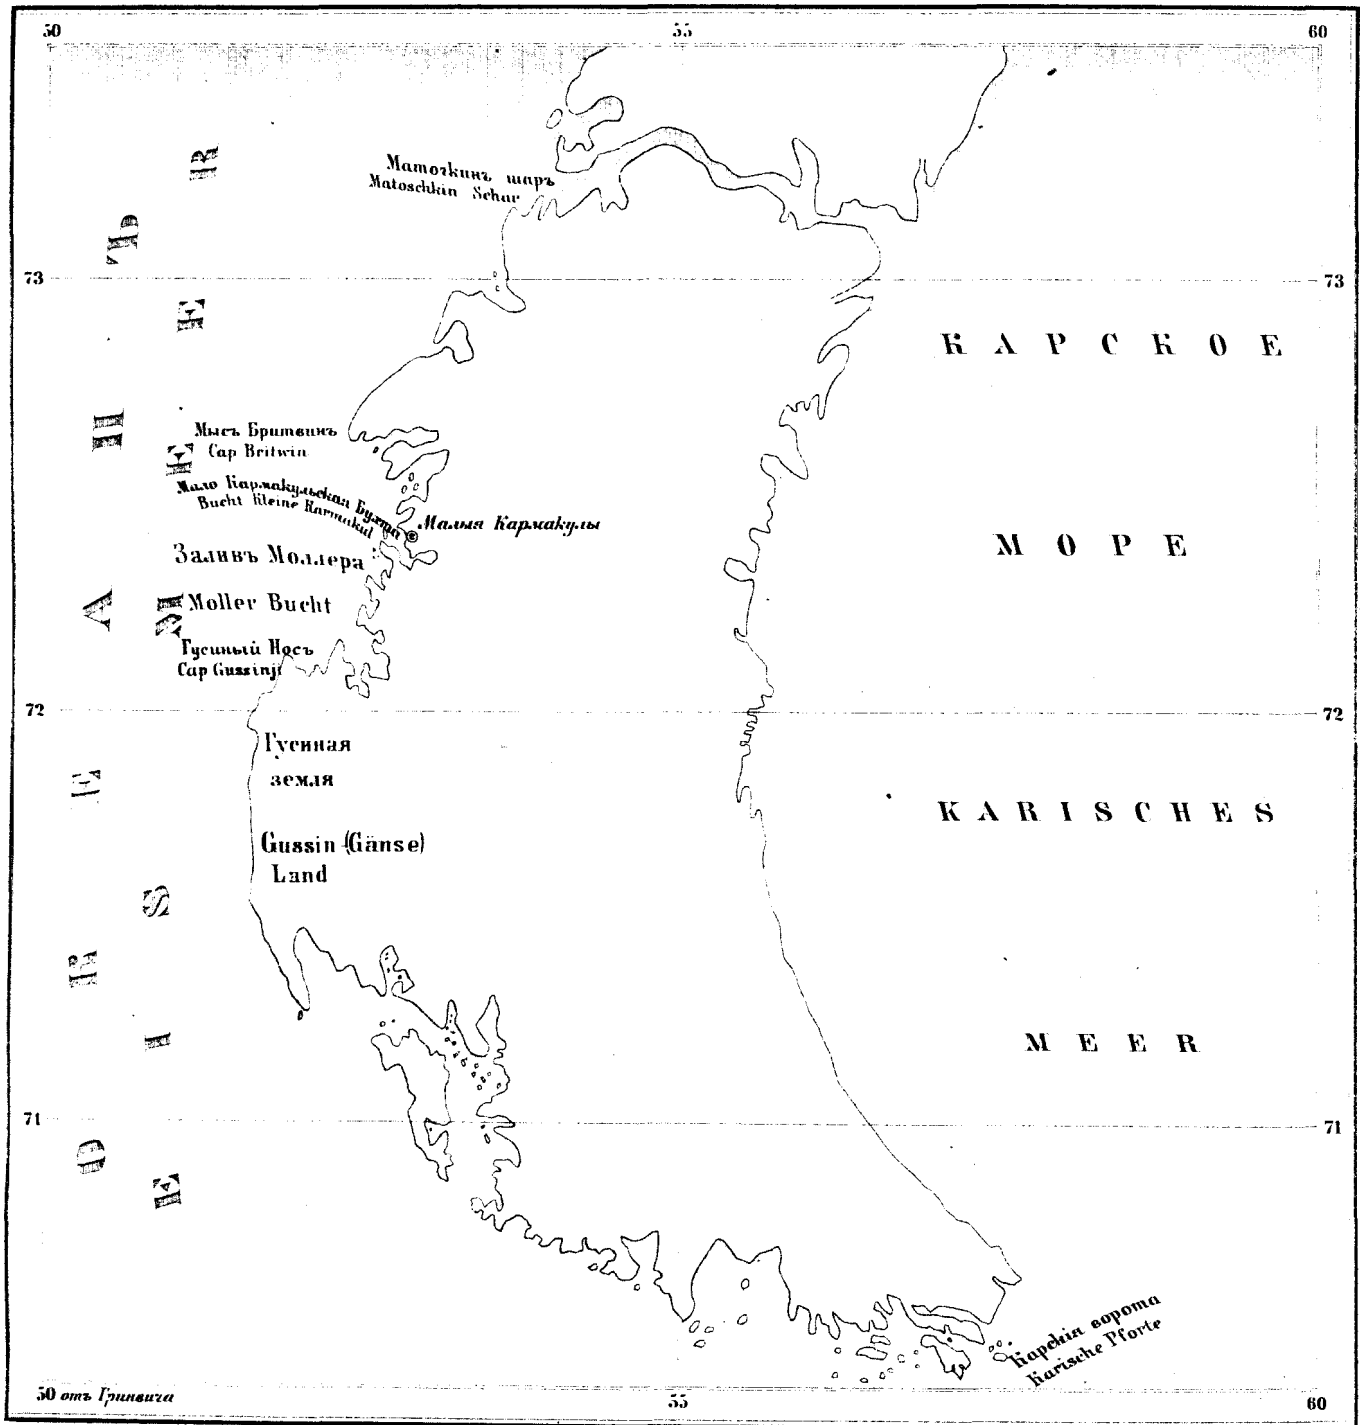 50 55 60
Маточкинъ шаръ
Matoschkin Schar
73 73
КАРСКОЕ
Мысъ Бритвинъ
Cap Britwin
Мало Кармакульская Бухта
Bucht Kleine Karmakul
Малыя Кармакулы
МОРЕ
Заливъ Моллера
Moller Bucht
Гусиный Носъ
Cap Gussinji
72 72
Гусиная
земля
KARISCHES
Gussin (Gänse)
Land
MEER
71 71
ОКЕАНЪ
EISMEER
Карскія ворота
Karische Pforte
50 отъ Гринвича 55 60